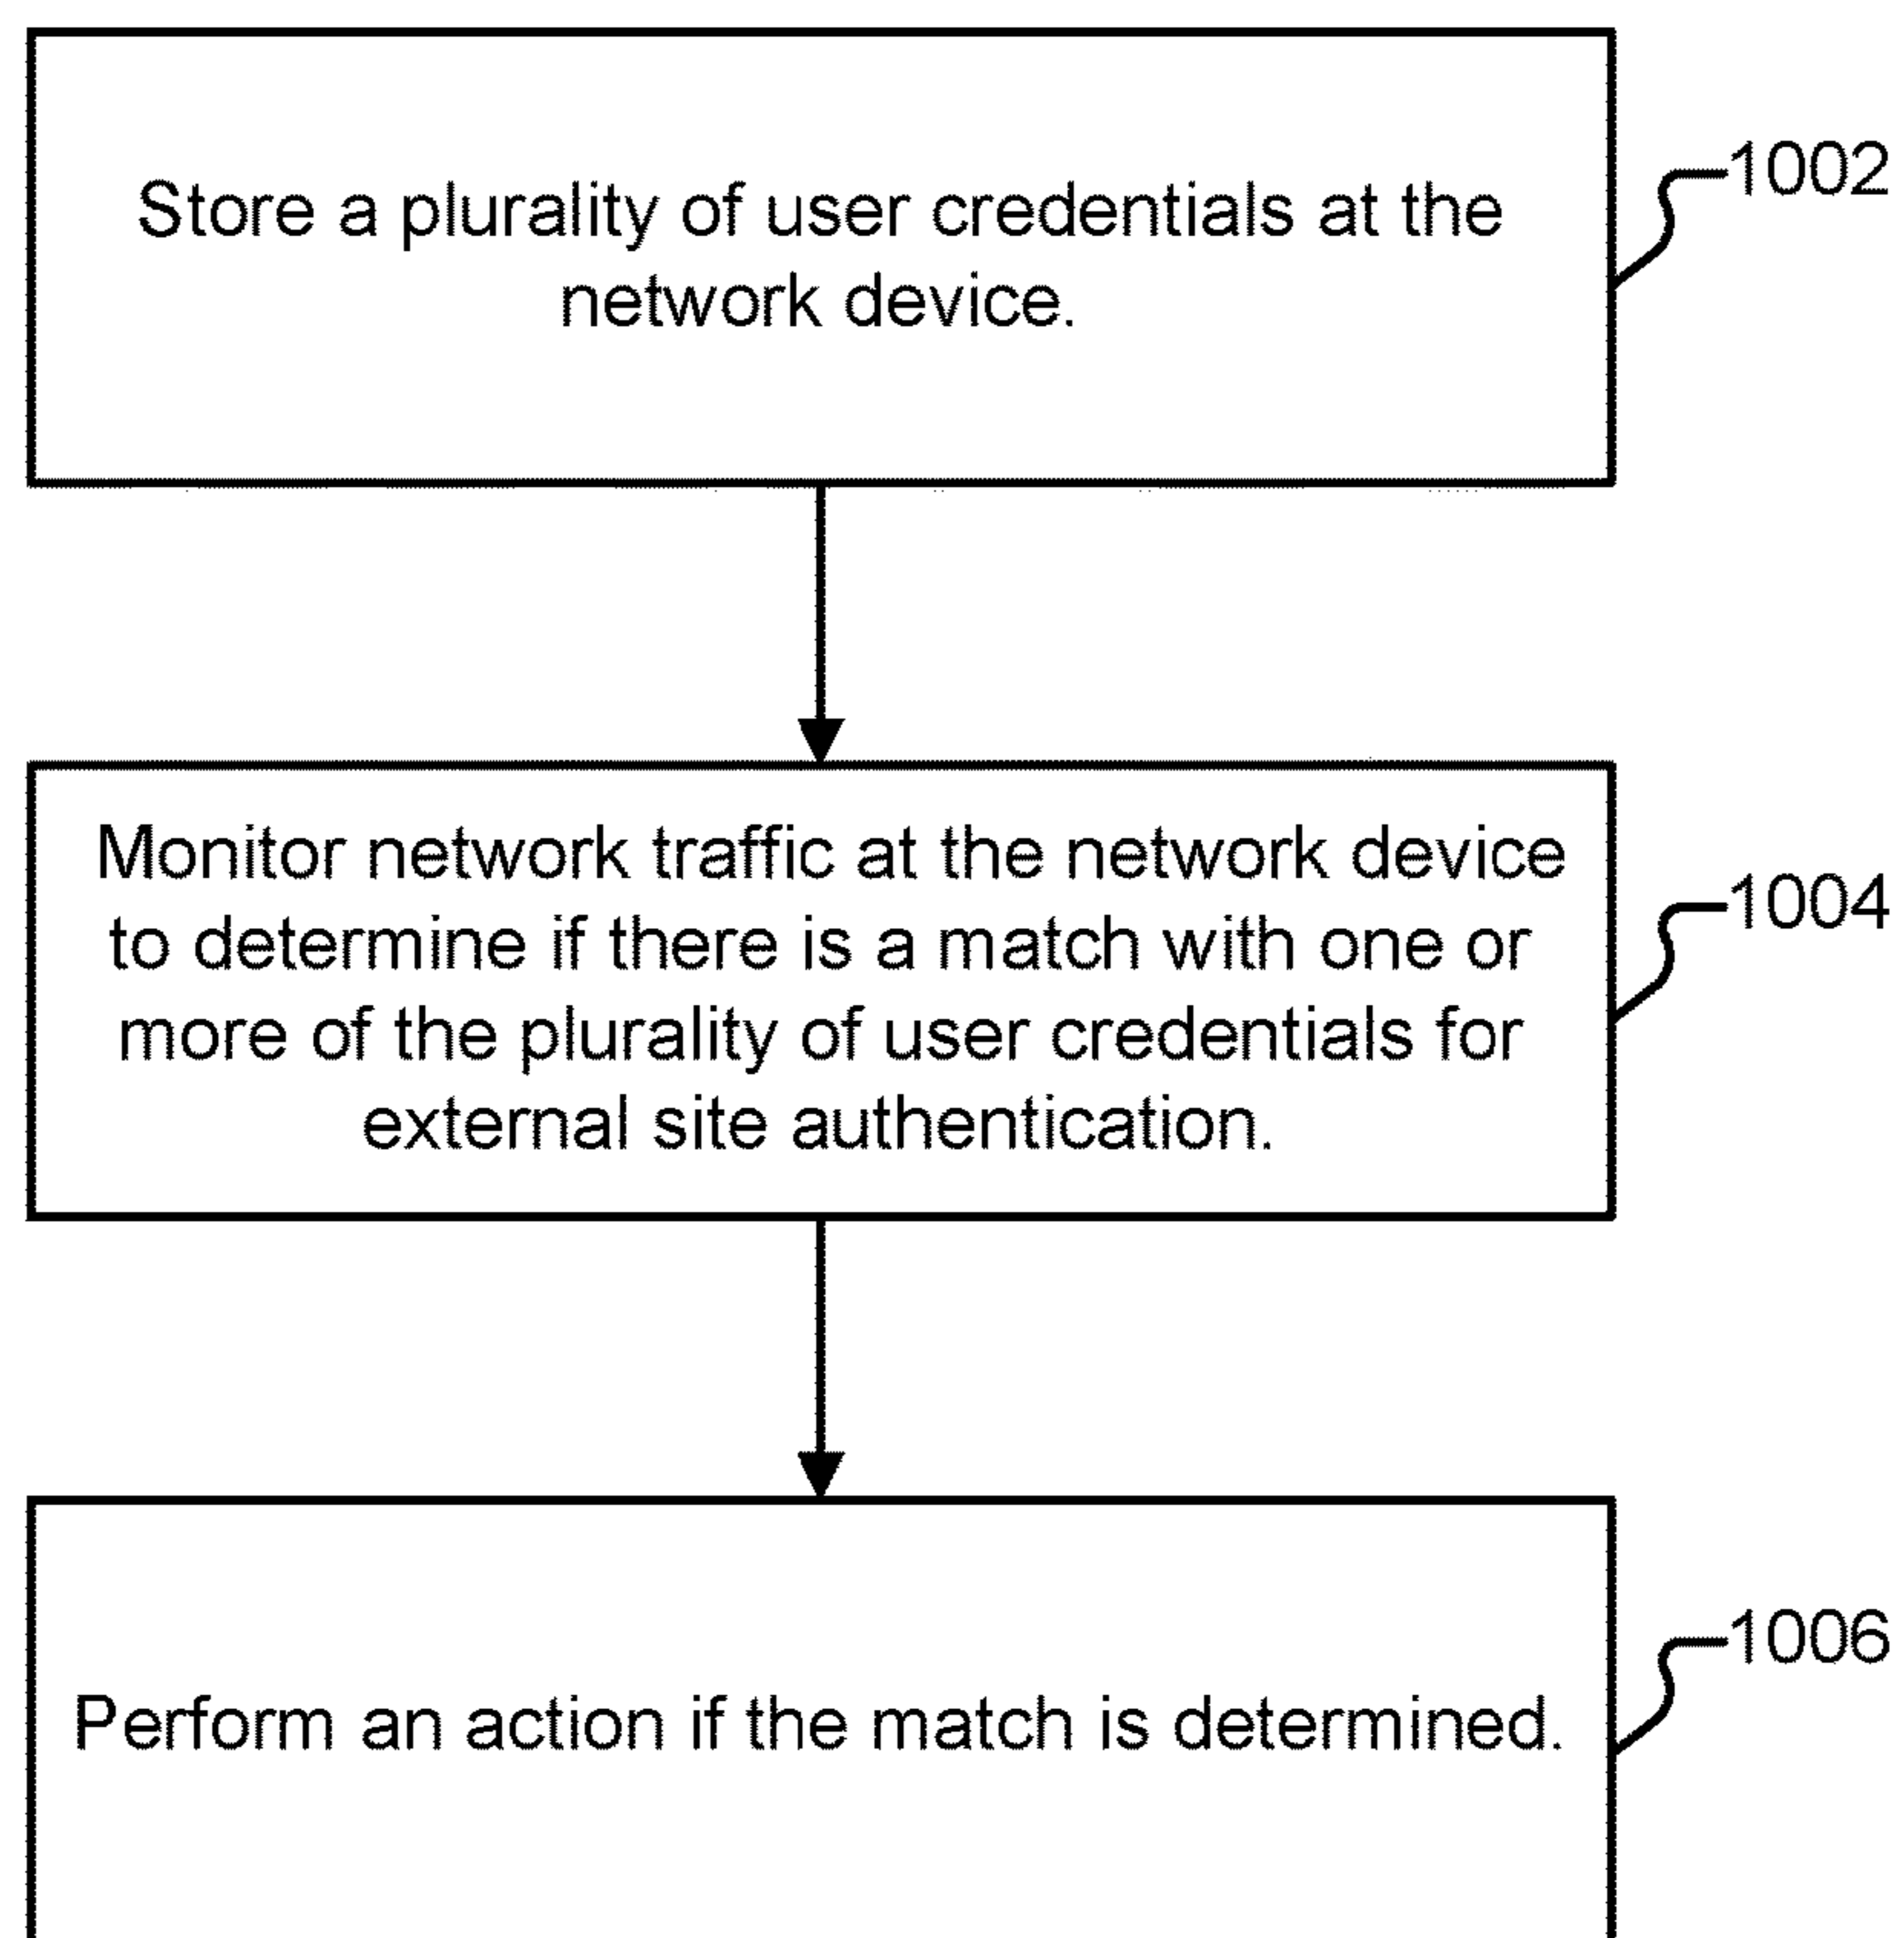 Store a plurality of user credentials at the
network device.
1002
Monitor network traffic at the network device
to determine if there is a match with one or
more of the plurality of user credentials for
external site authentication.
1004
Perform an action if the match is determined.
1006